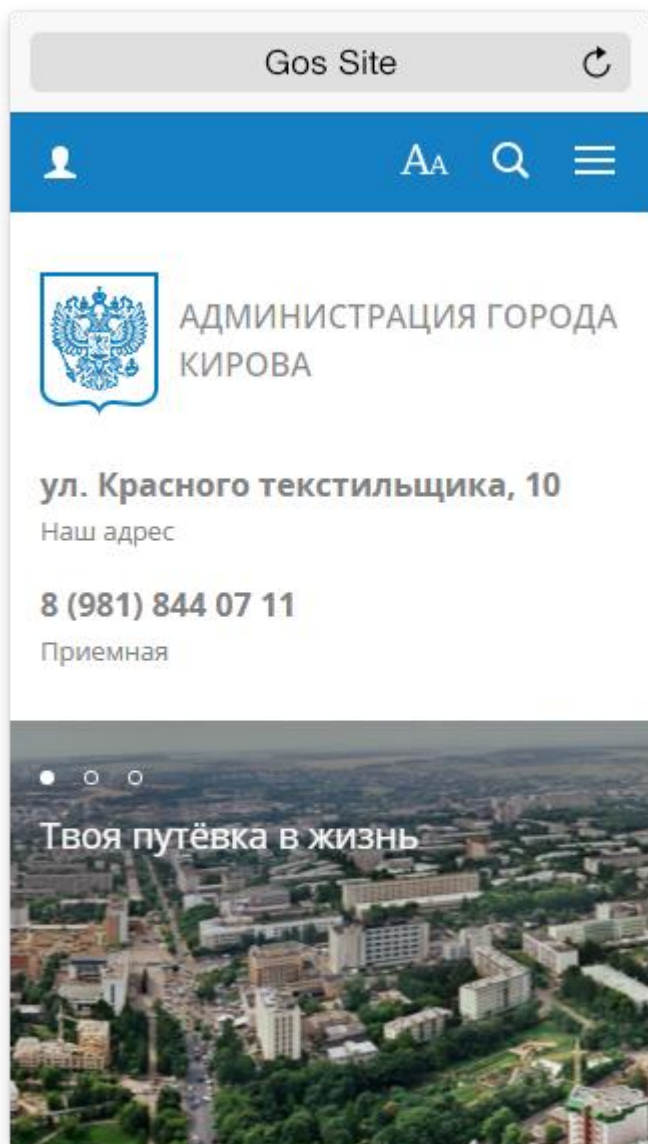 Gos Site
AA
АДМИНИСТРАЦИЯ ГОРОДА
КИРОВА
ул. Красного текстильщика, 10
Наш адрес
8 (981) 844 07 11
Приемная
Твоя путёвка в жизнь